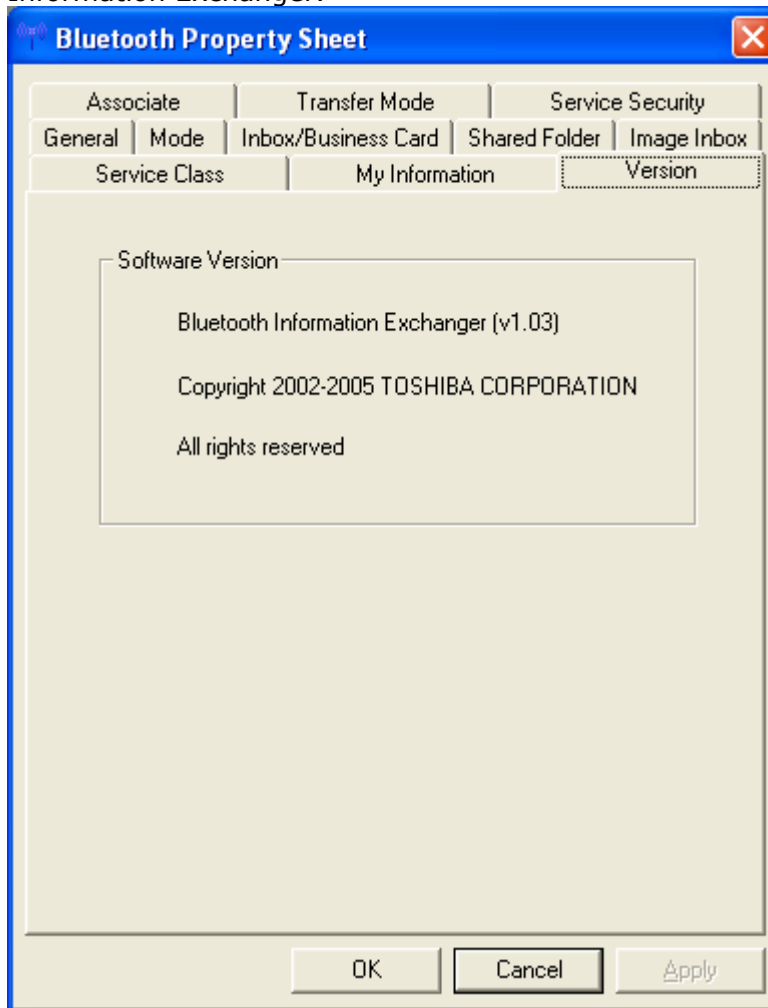 Information Exchanger.
Bluetooth Property Sheet
Associate Transfer Mode Service Security
General Mode Inbox/Business Card Shared Folder Image Inbox
Service Class My Information Version
Software Version
Bluetooth Information Exchanger (v1.03)
Copyright 2002-2005 TOSHIBA CORPORATION
All rights reserved
OK Cancel Apply